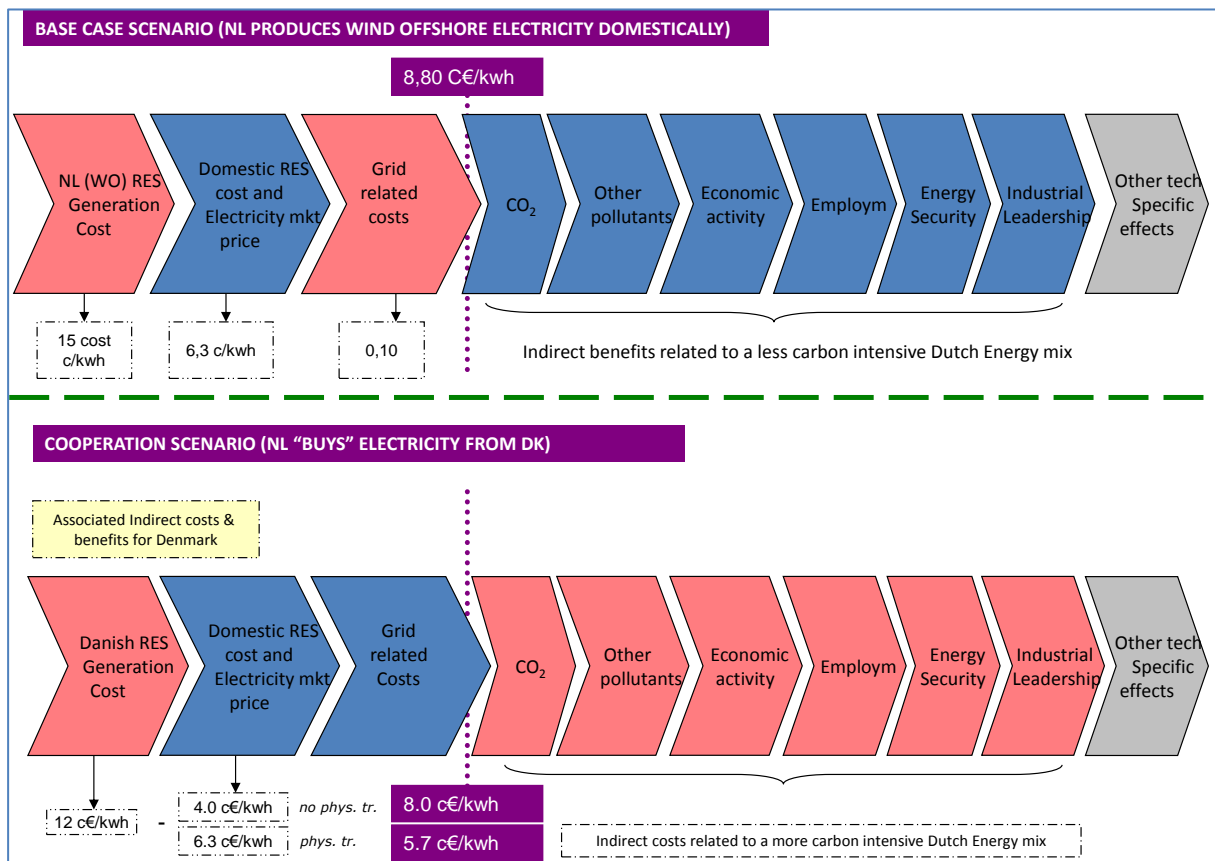 BASE CASE SCENARIO (NL PRODUCES WIND OFFSHORE ELECTRICITY DOMESTICALLY)
8,80 C€/kwh
NL (WO) RES
Generation
Cost
Domestic RES
cost and
Electricity mkt
price
Grid
related
costs
CO₂
Other
pollutants
Economic
activity
Employm
Energy
Security
Industrial
Leadership
Other tech
Specific
effects
15 cost
c/kwh
6,3 c/kwh
0,10
Indirect benefits related to a less carbon intensive Dutch Energy mix
COOPERATION SCENARIO (NL “BUYS” ELECTRICITY FROM DK)
Associated Indirect costs &
benefits for Denmark
Danish RES
Generation
Cost
Domestic RES
cost and
Electricity mkt
price
Grid
related
Costs
CO₂
Other
pollutants
Economic
activity
Employm
Energy
Security
Industrial
Leadership
Other tech
Specific
effects
12 c€/kwh
-
4.0 c€/kwh
no phys. tr.
8.0 c€/kwh
6.3 c€/kwh
phys. tr.
5.7 c€/kwh
Indirect costs related to a more carbon intensive Dutch Energy mix